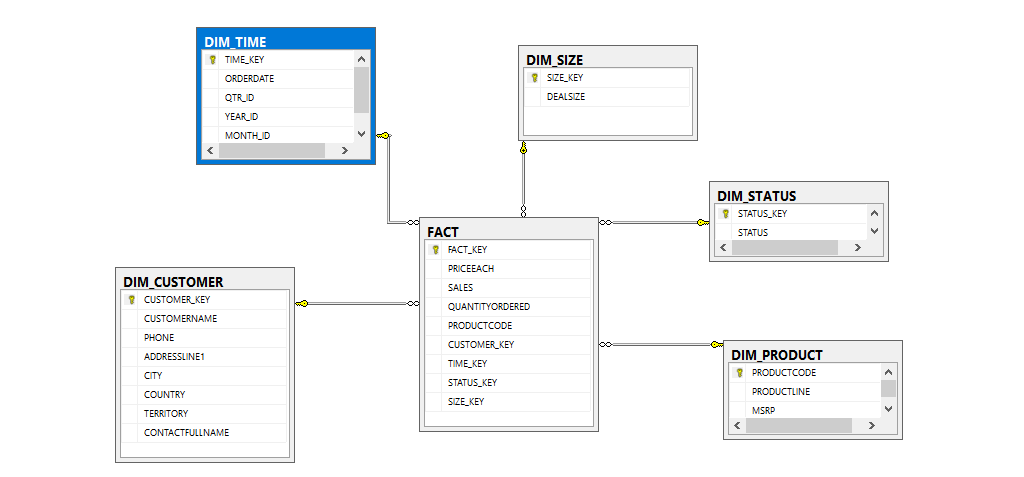 DIM_TIME
TIME_KEY
ORDERDATE
QTR_ID
YEAR_ID
MONTH_ID
DIM_SIZE
SIZE_KEY
DEALSIZE
DIM_STATUS
STATUS_KEY
STATUS
FACT
FACT_KEY
PRICEEACH
SALES
QUANTITYORDERED
PRODUCTCODE
CUSTOMER_KEY
TIME_KEY
STATUS_KEY
SIZE_KEY
DIM_CUSTOMER
CUSTOMER_KEY
CUSTOMERNAME
PHONE
ADDRESSLINE1
CITY
COUNTRY
TERRITORY
CONTACTFULLNAME
DIM_PRODUCT
PRODUCTCODE
PRODUCTLINE
MSRP